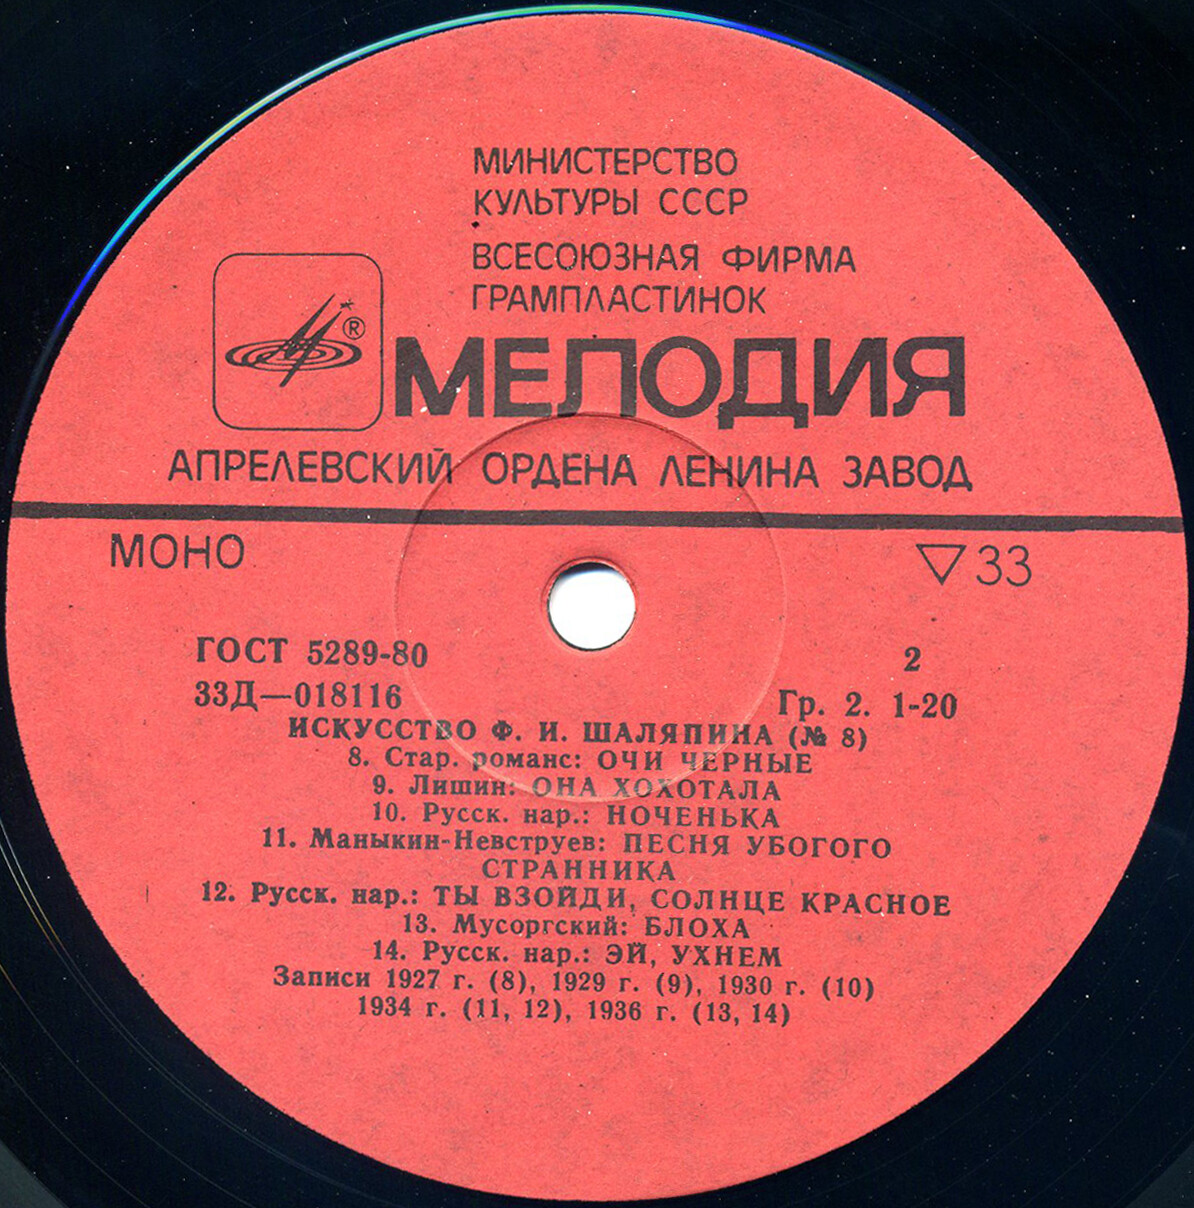 МИНИСТЕРСТВО
КУЛЬТУРЫ СССР
ВСЕСОЮЗНАЯ ФИРМА
ГРАМПЛАСТИНОК
®
МЕЛОДИЯ
АПРЕЛЕВСКИЙ ОРДЕНА ЛЕНИНА ЗАВОД
МОНО
▽33
ГОСТ 5289-80
2
33Д—018116
Гр. 2. 1-20
ИСКУССТВО Ф. И. ШАЛЯПИНА (№ 8)
8. Стар. романс: ОЧИ ЧЕРНЫЕ
9. Лишин: ОНА ХОХОТАЛА
10. Русск. нар.: НОЧЕНЬКА
11. Маныкин-Невструев: ПЕСНЯ УБОГОГО
СТРАННИКА
12. Русск. нар.: ТЫ ВЗОЙДИ, СОЛНЦЕ КРАСНОЕ
13. Мусоргский: БЛОХА
14. Русск. нар.: ЭЙ, УХНЕМ
Записи 1927 г. (8), 1929 г. (9), 1930 г. (10)
1934 г. (11, 12), 1936 г. (13, 14)